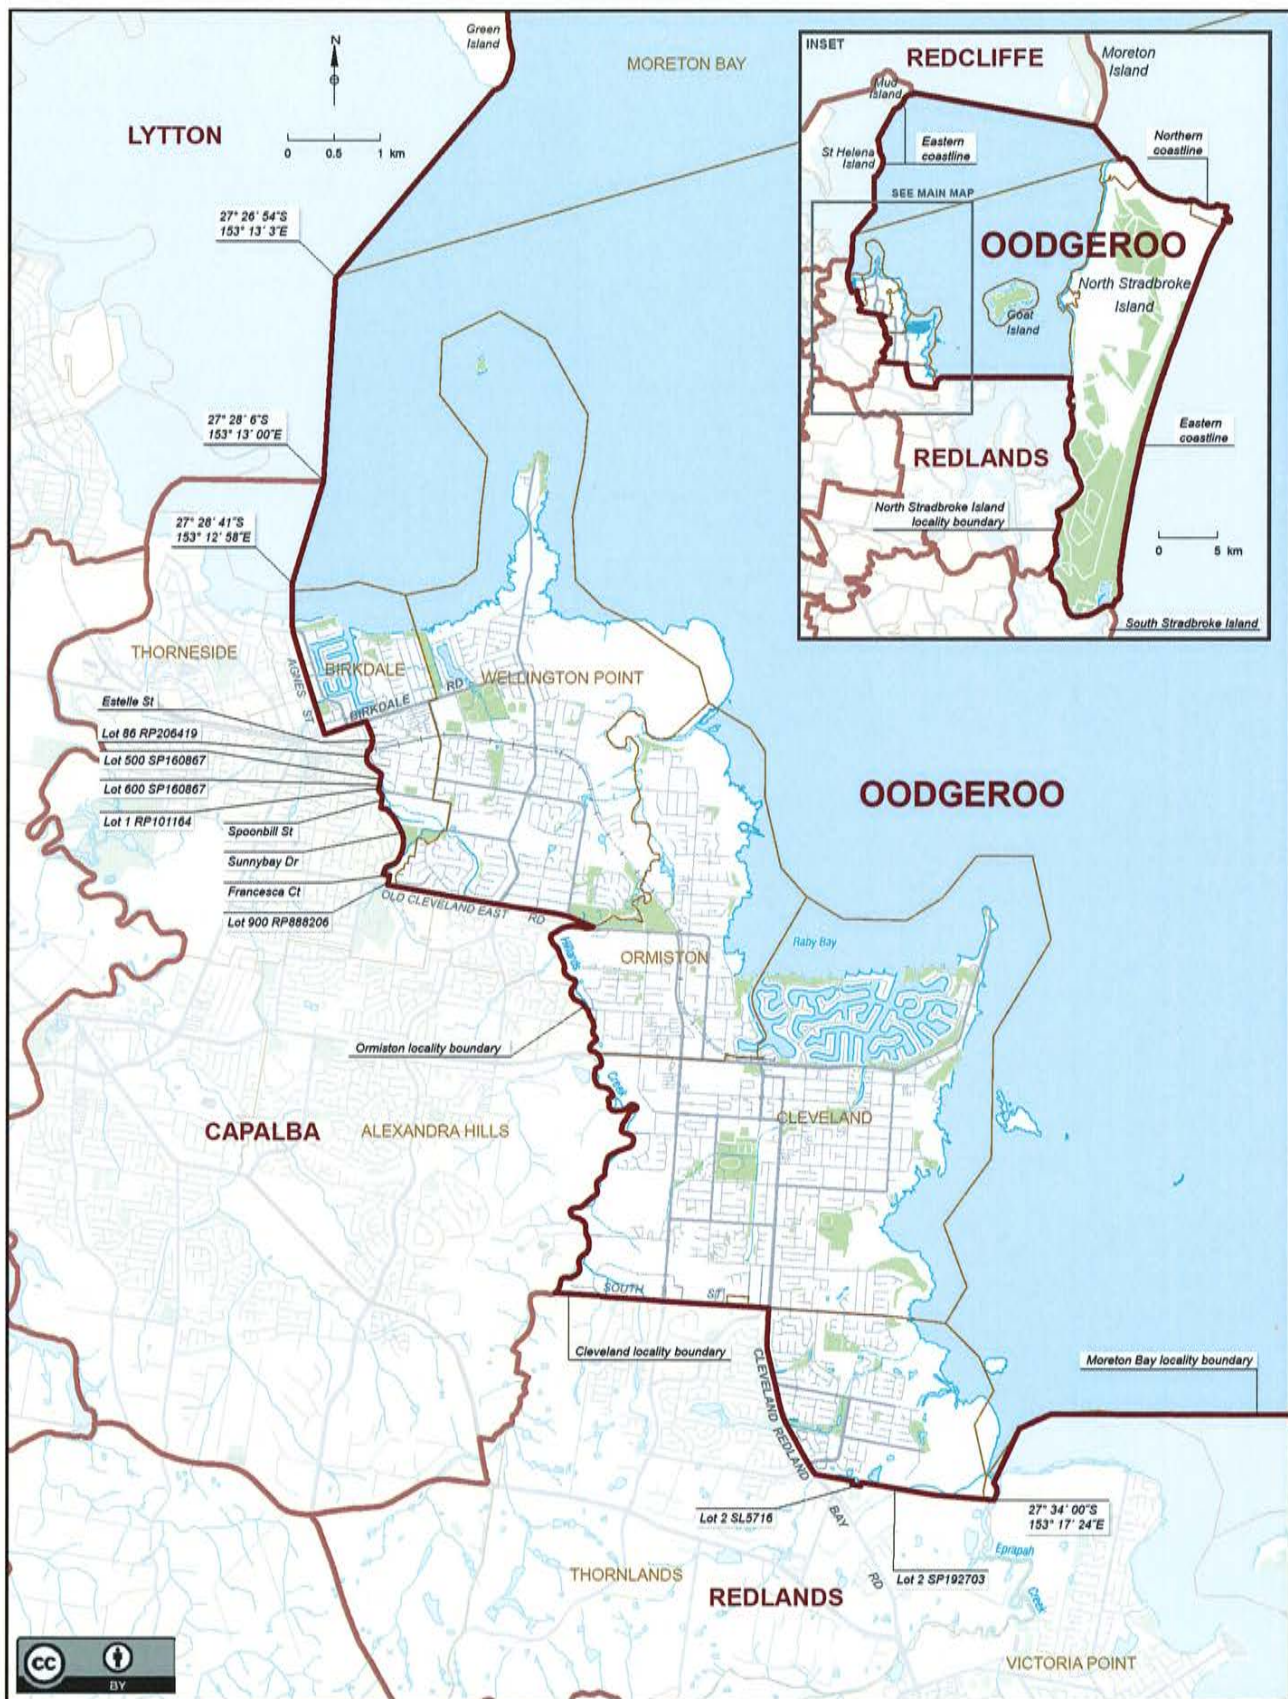 Green
Island
MORETON BAY
N
LYTTON
0 0.5 1 km
27° 26' 54"S
153° 13' 3"E
27° 28' 6"S
153° 13' 00"E
27° 28' 41"S
153° 12' 58"E
INSET
REDCLIFFE
Moreton
Island
Mud
Island
Eastern
coastline
Northern
coastline
St Helena
Island
SEE MAIN MAP
OODGEROO
North Stradbroke
Island
Goat
Island
Eastern
coastline
REDLANDS
North Stradbroke Island
locality boundary
0 5 km
South Stradbroke Island
THORNESIDE
BIRKDALE
WELLINGTON POINT
AGNES ST
BIRKDALE RD
Estelle St
Lot 86 RP206419
Lot 500 SP160867
Lot 600 SP160867
Lot 1 RP101164
Spoonbill St
Sunnybay Dr
Francesca Ct
Lot 900 RP888206
OLD CLEVELAND EAST RD
OODGEROO
Raby Bay
ORMISTON
Hilliards
Creek
Ormiston locality boundary
CAPALBA
ALEXANDRA HILLS
CLEVELAND
SOUTH ST
Cleveland locality boundary
Moreton Bay locality boundary
CLEVELAND REDLAND
BAY
RD
Lot 2 SL5716
27° 34' 00"S
153° 17' 24"E
Eprapah
Creek
Lot 2 SP192703
THORNLANDS
REDLANDS
VICTORIA POINT
cc
BY